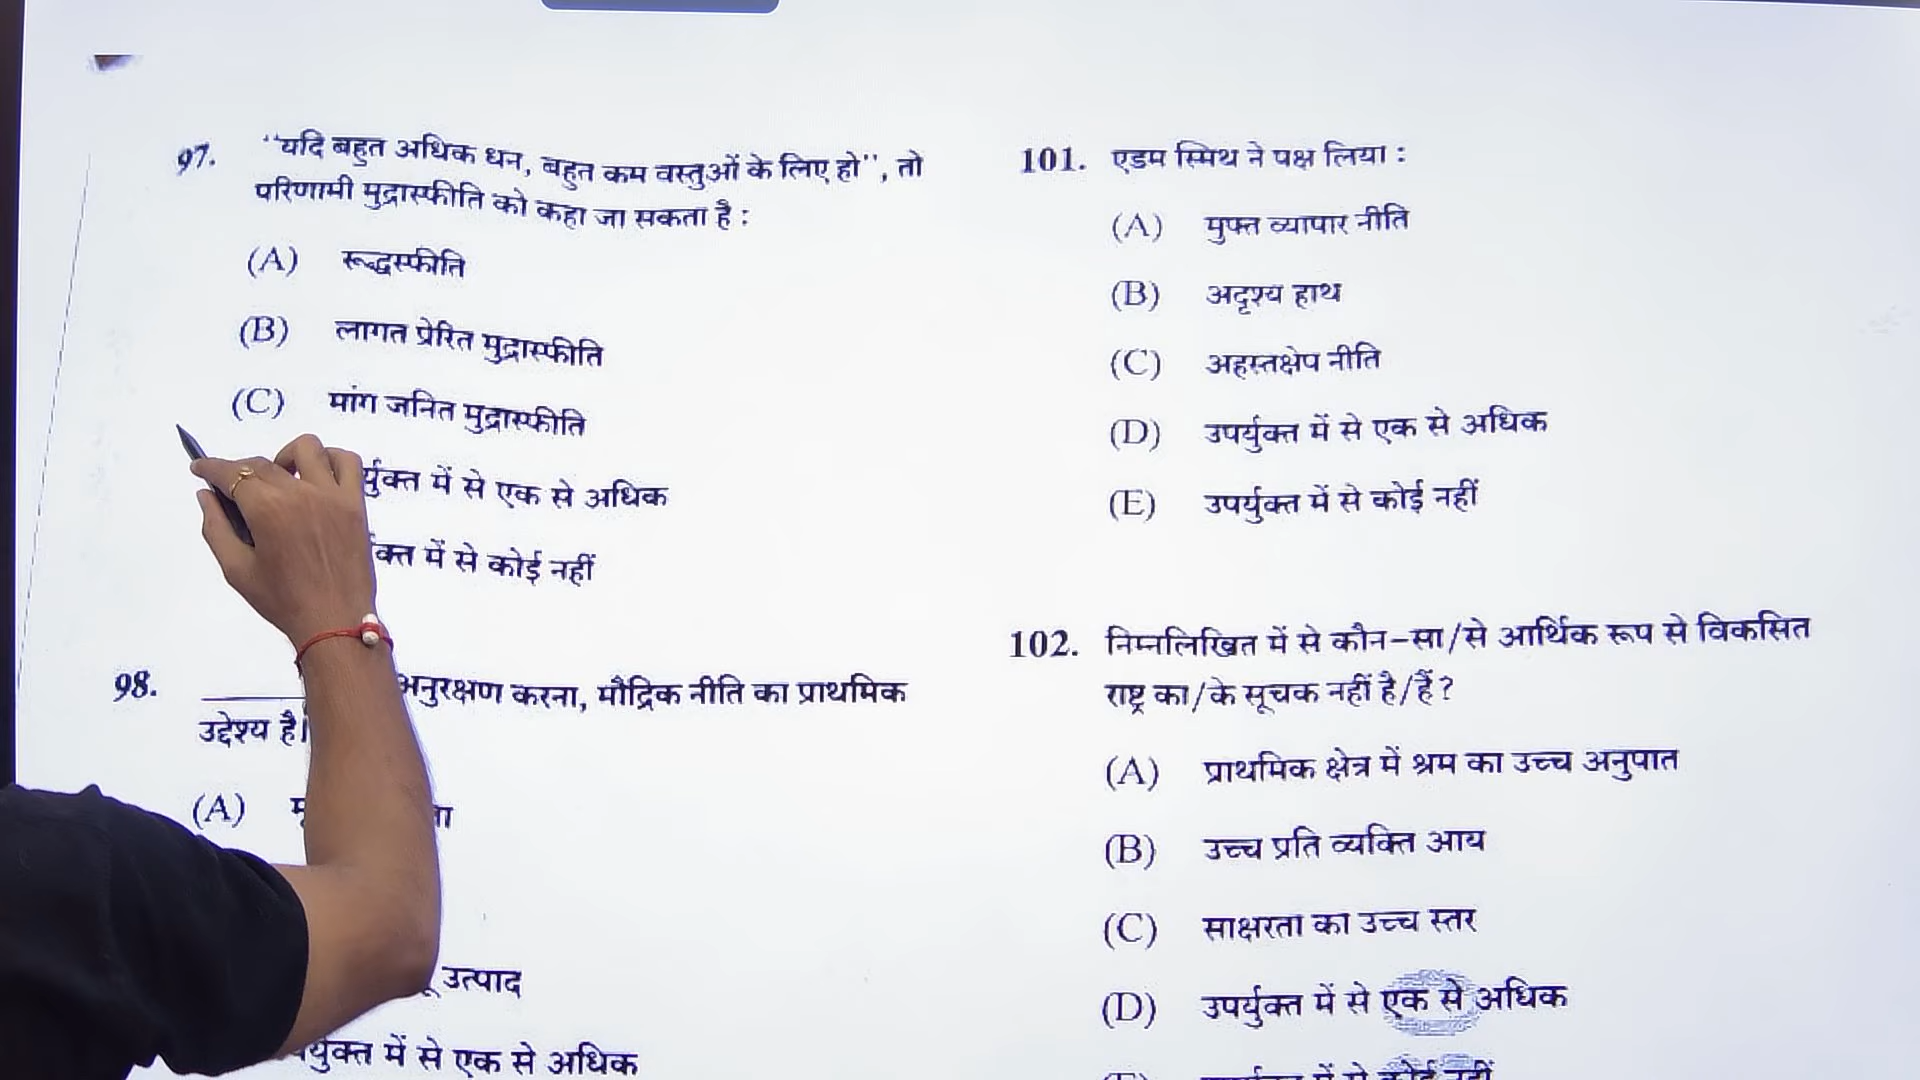 97. "यदि बहुत अधिक धन, बहुत कम वस्तुओं के लिए हो", तो
परिणामी मुद्रास्फीति को कहा जा सकता है :
(A) रूद्धस्फीति
(B) लागत प्रेरित मुद्रास्फीति
(C) मांग जनित मुद्रास्फीति
में से एक से अधिक
में से कोई नहीं
98. ______ अनुरक्षण करना, मौद्रिक नीति का प्राथमिक
उद्देश्य है।
(A)
उत्पाद
में से एक से अधिक
101. एडम स्मिथ ने पक्ष लिया :
(A) मुफ्त व्यापार नीति
(B) अदृश्य हाथ
(C) अहस्तक्षेप नीति
(D) उपर्युक्त में से एक से अधिक
(E) उपर्युक्त में से कोई नहीं
102. निम्नलिखित में से कौन-सा/से आर्थिक रूप से विकसित
राष्ट्र का/के सूचक नहीं है/हैं?
(A) प्राथमिक क्षेत्र में श्रम का उच्च अनुपात
(B) उच्च प्रति व्यक्ति आय
(C) साक्षरता का उच्च स्तर
(D) उपर्युक्त में से एक से अधिक